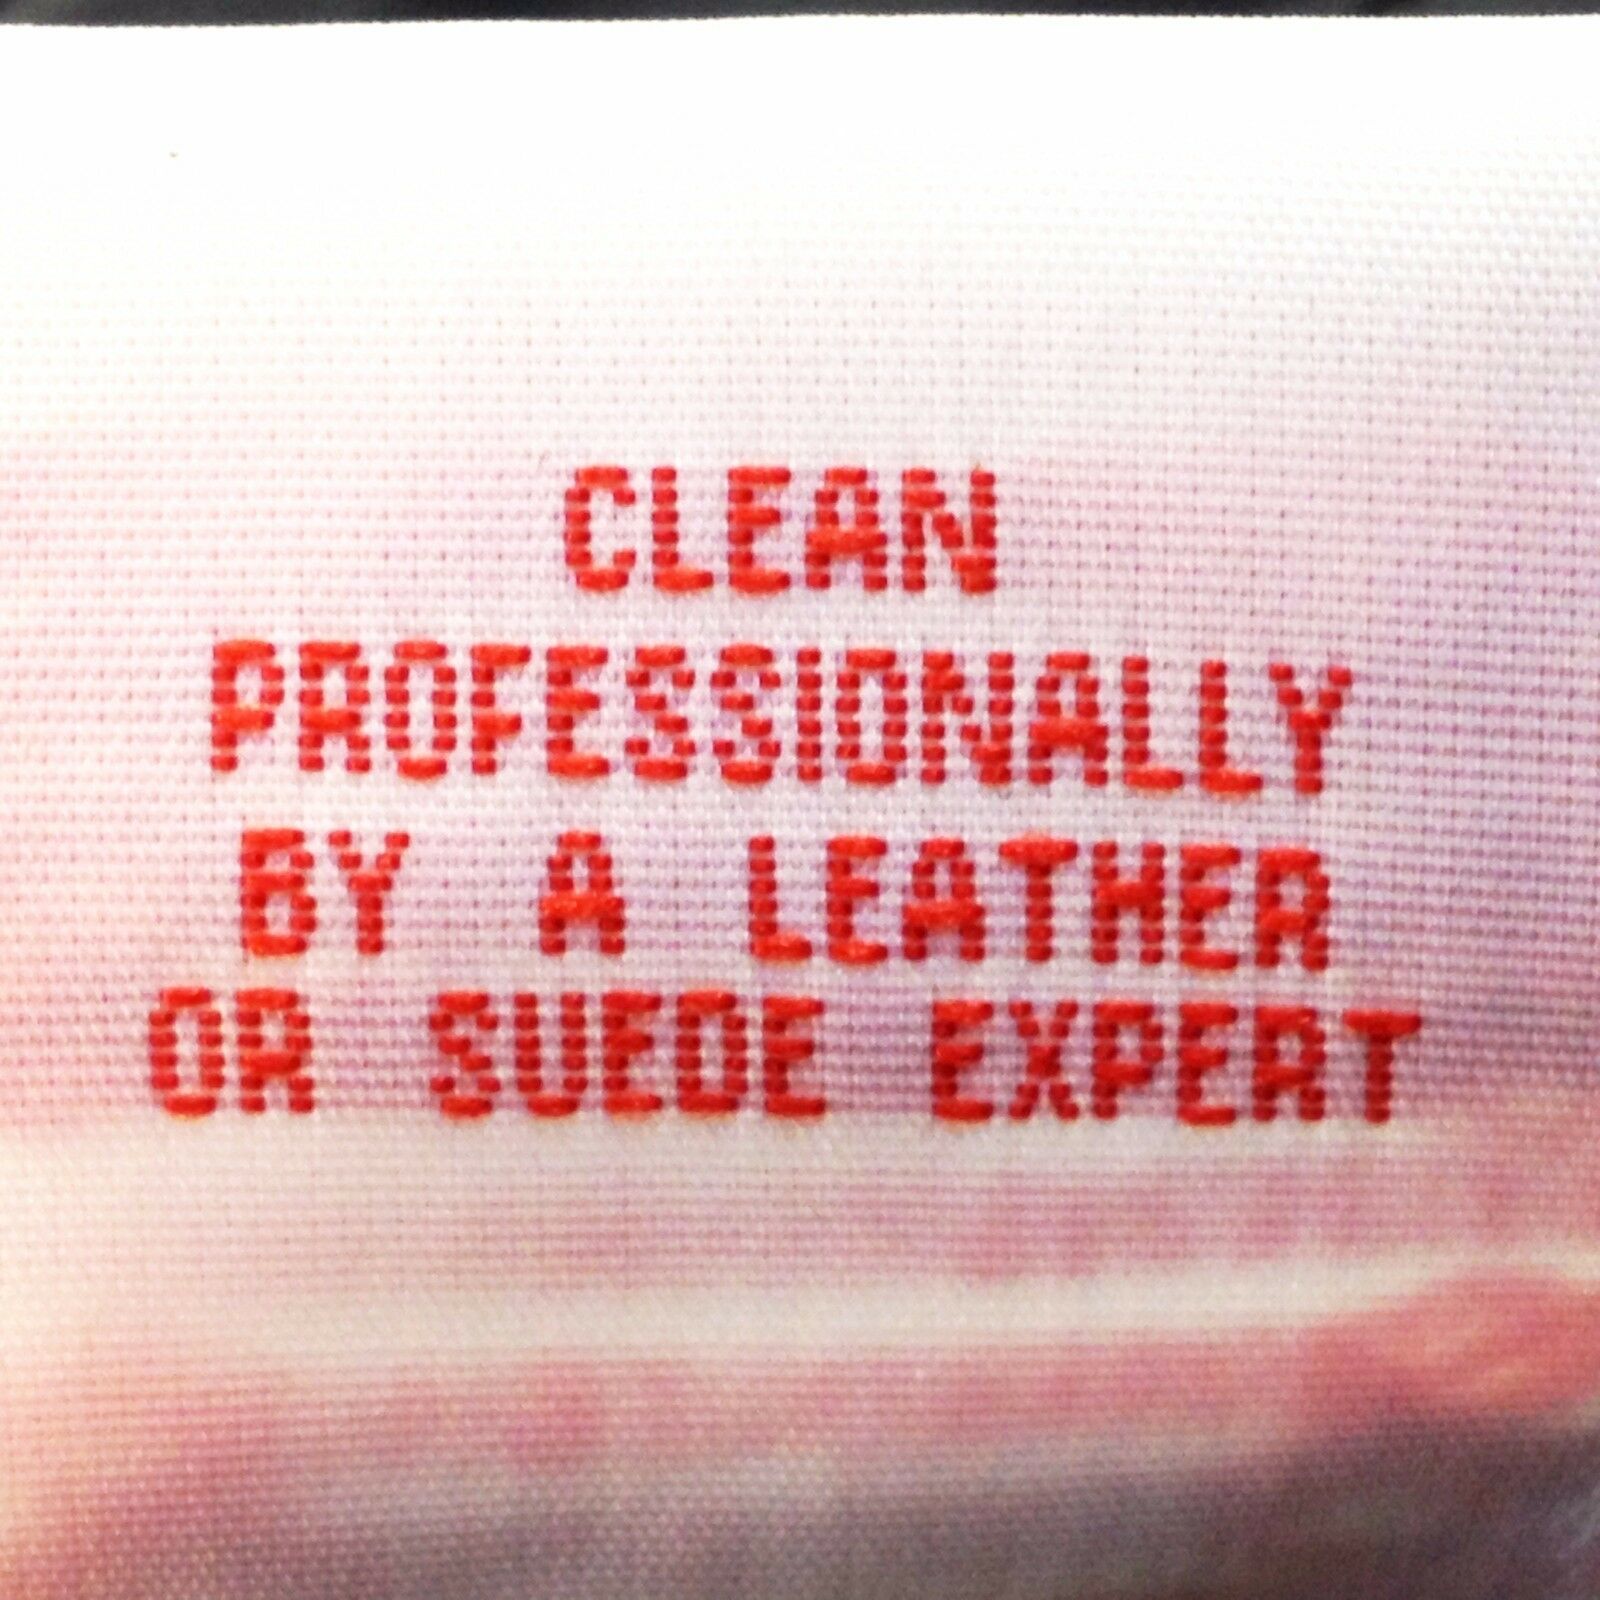 CLEAN
PROFESSIONALLY
BY A LEATHER
OR SUEDE EXPERT